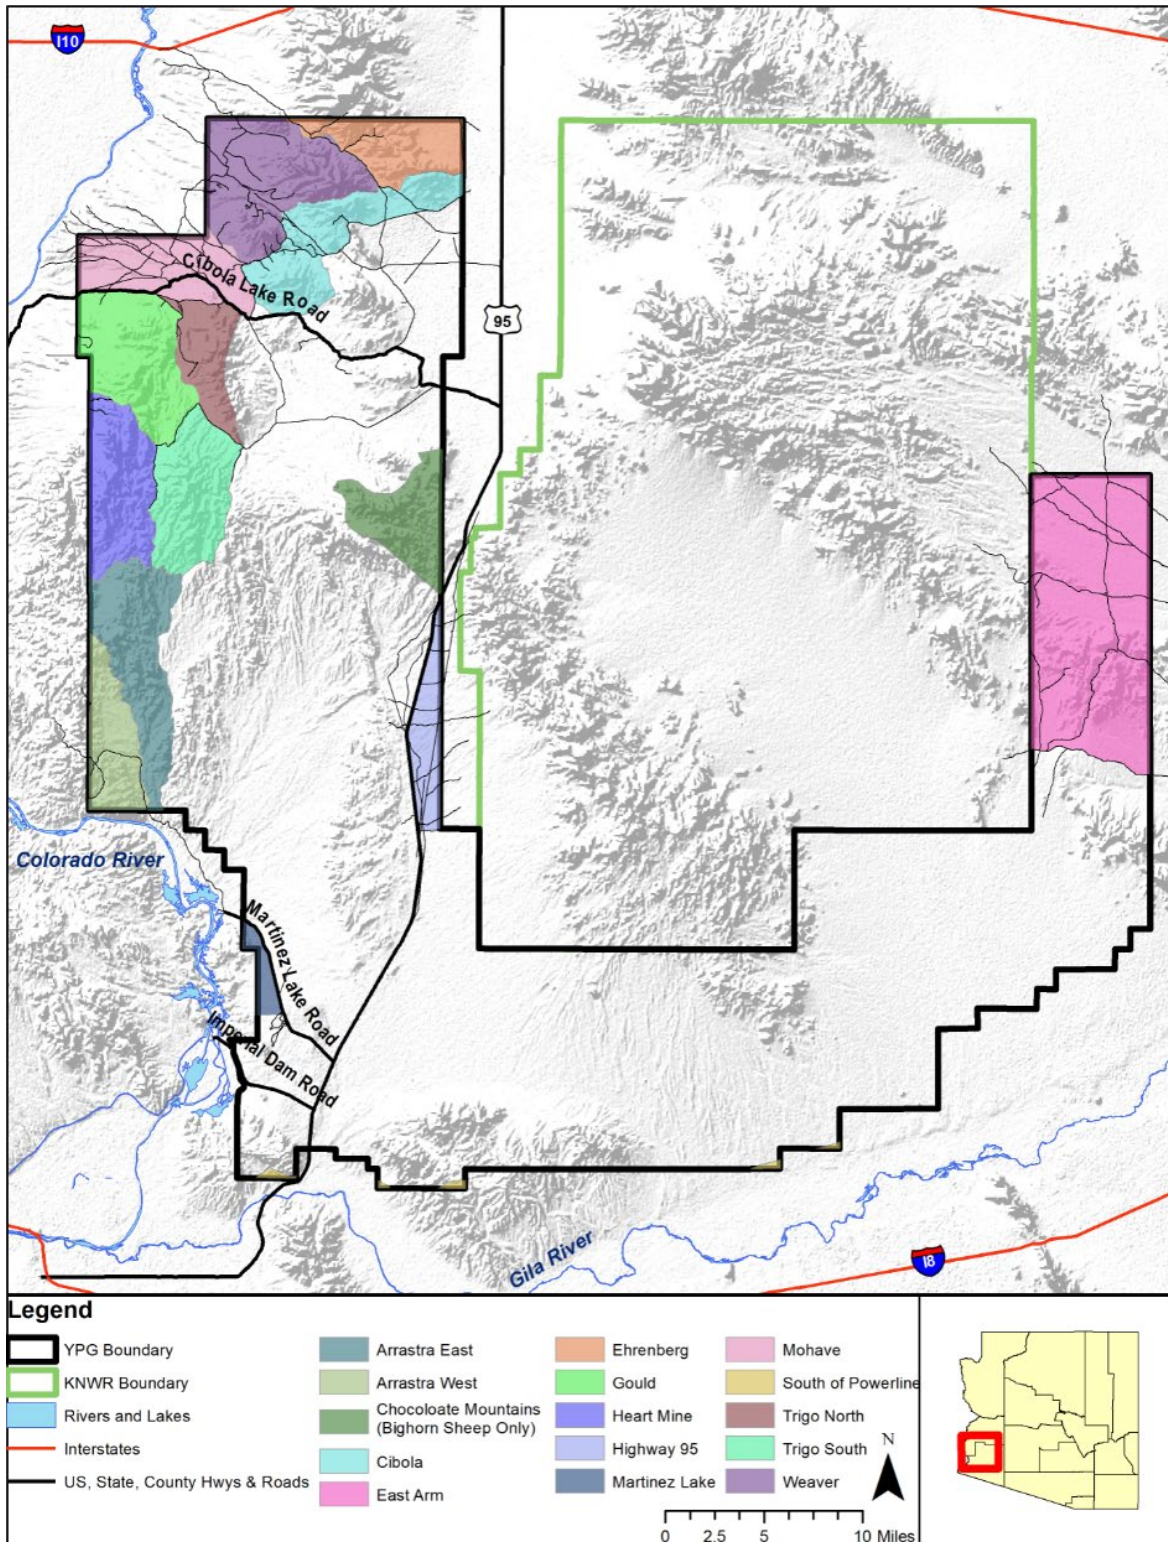 I10
Cibola Lake Road
95
Colorado River
Martinez Lake Road
Imperial Dam Road
Gila River
I8
Legend
YPG Boundary
KNWR Boundary
Rivers and Lakes
Interstates
US, State, County Hwys & Roads
Arrastra East
Arrastra West
Chocoloate Mountains
(Bighorn Sheep Only)
Cibola
East Arm
Ehrenberg
Gould
Heart Mine
Highway 95
Martinez Lake
Mohave
South of Powerline
Trigo North
Trigo South
Weaver
N
0 2.5 5 10 Miles